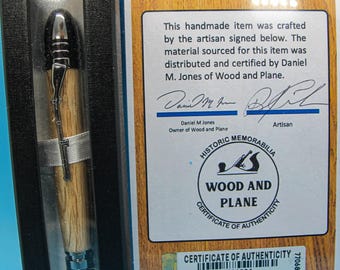 This handmade item was crafted
by the artisan signed below. The
material sourced for this item was
distributed and certified by Daniel
M. Jones of Wood and Plane.
Daniel M Jones
Owner of Wood and Plane
Artisan
HISTORIC MEMORABILIA
WOOD AND
PLANE
CERTIFICATE OF AUTHENTICITY
CERTIFICATE OF AUTHENTICITY